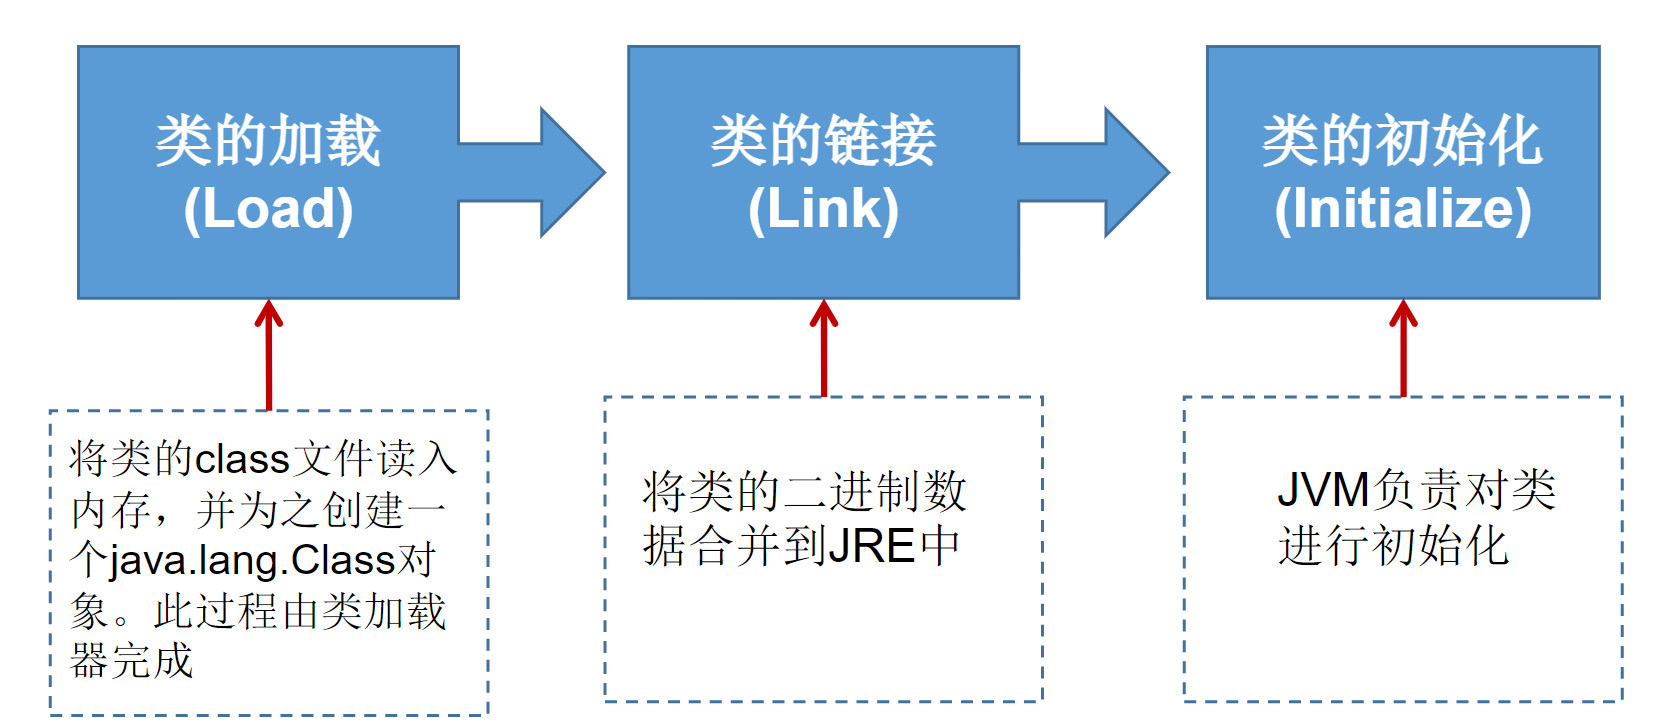 类的加载
(Load)
类的链接
(Link)
类的初始化
(Initialize)
将类的class文件读入
内存，并为之创建一
个java.lang.Class对
象。此过程由类加载
器完成
将类的二进制数
据合并到JRE中
JVM负责对类
进行初始化